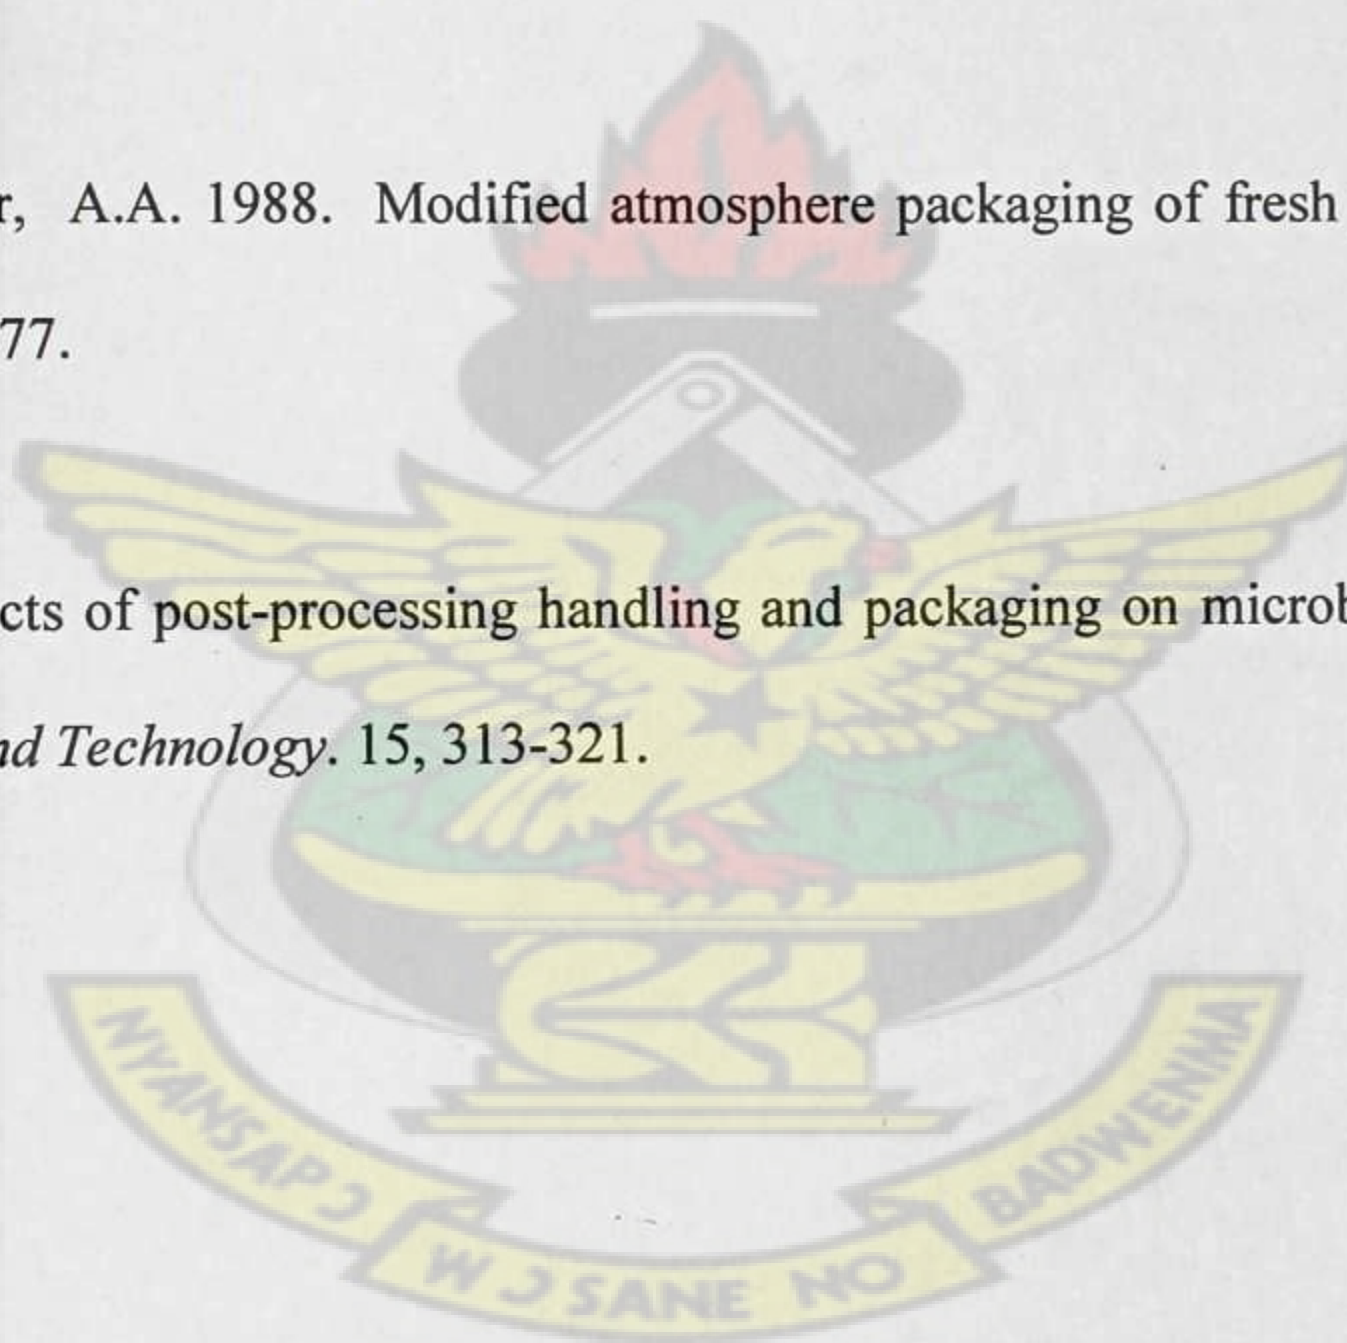 r, A.A. 1988. Modified atmosphere packaging of fresh
77.
cts of post-processing handling and packaging on microb
nd Technology. 15, 313-321.
NYANSAPƆ
WƆSANE NO
BADWENMA